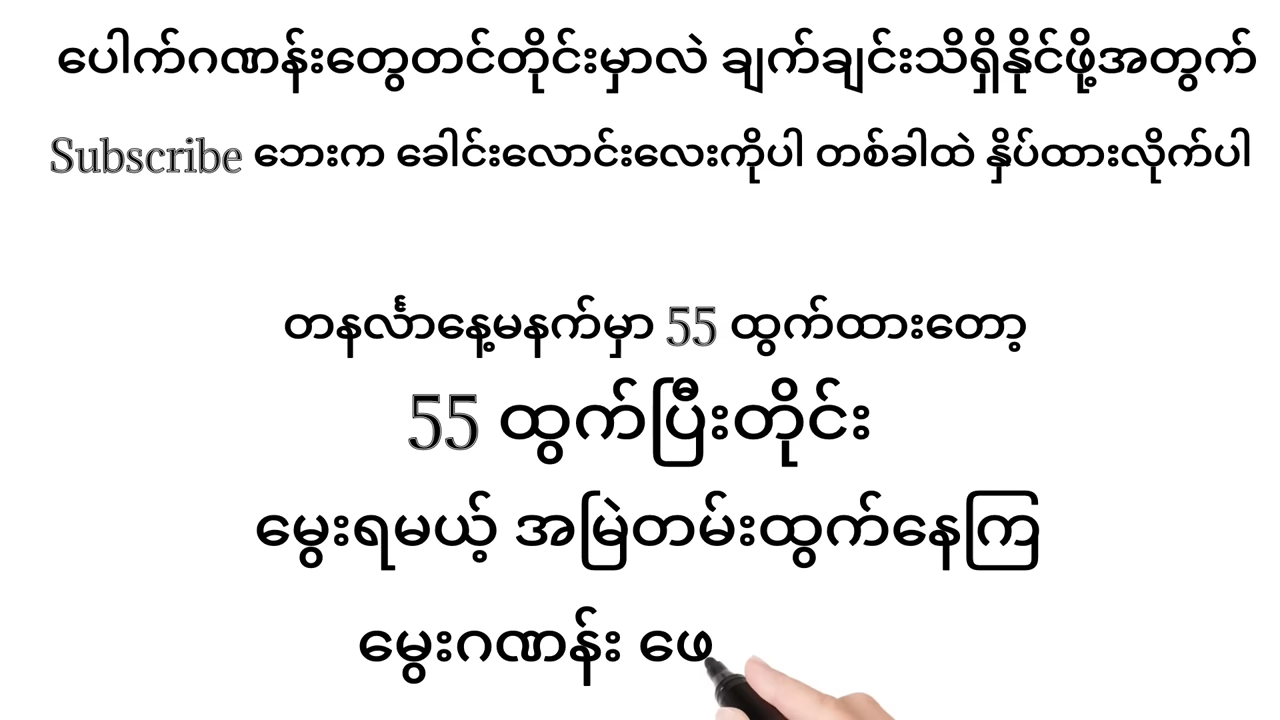 ပေါက်ဂဏန်းတွေတင်တိုင်းမှာလဲ ချက်ချင်းသိရှိနိုင်ဖို့အတွက်
Subscribe ဘေးက ခေါင်းလောင်းလေးကိုပါ တစ်ခါထဲ နှိပ်ထားလိုက်ပါ
တနင်္လာနေ့မနက်မှာ 55 ထွက်ထားတော့
55 ထွက်ပြီးတိုင်း
မွေးရမယ့် အမြဲတမ်းထွက်နေကြ
မွေးဂဏန်း ဖေ